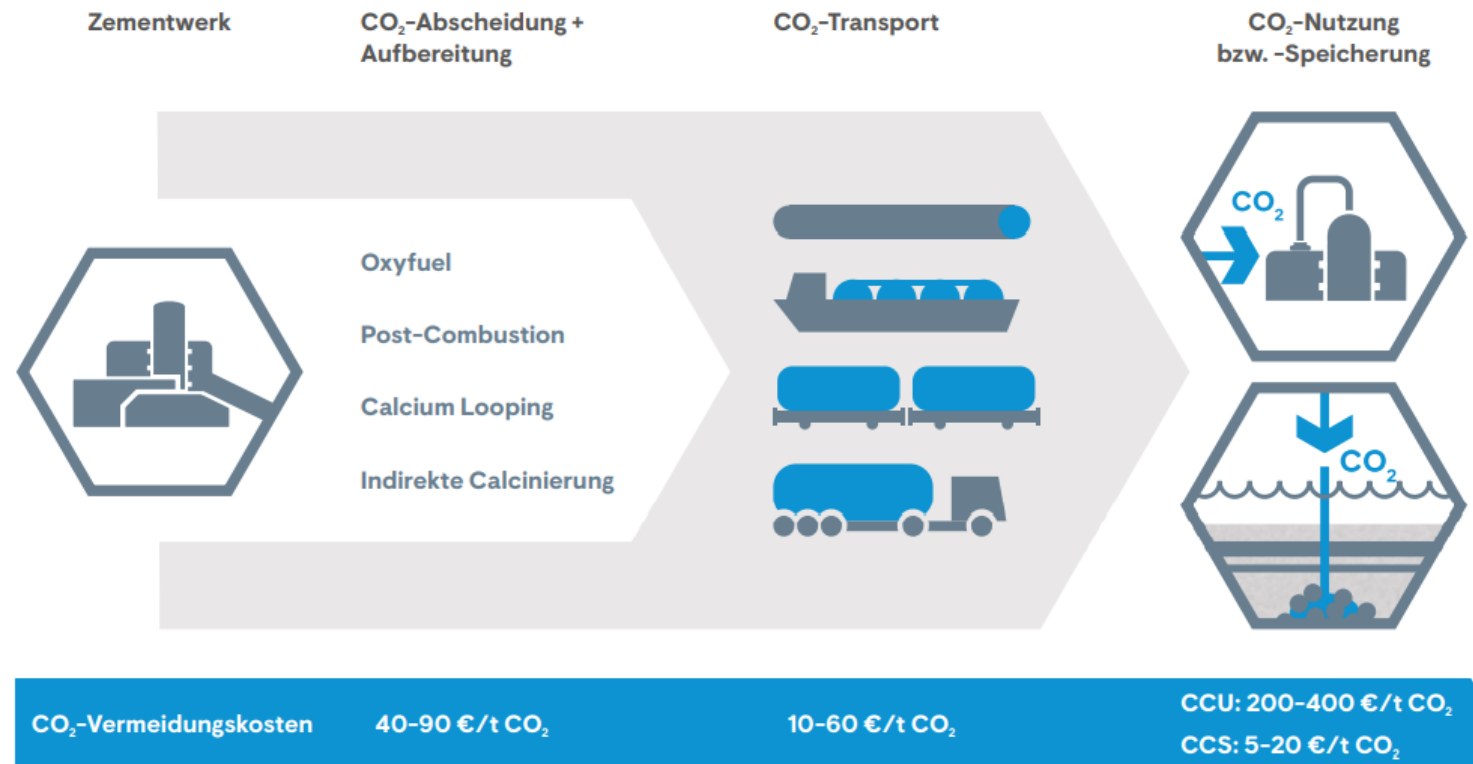 Zementwerk
CO₂-Abscheidung +
Aufbereitung
CO₂-Transport
CO₂-Nutzung
bzw. -Speicherung
Oxyfuel
Post-Combustion
Calcium Looping
Indirekte Calcinierung
CO₂
CO₂
CO₂-Vermeidungskosten
40-90 €/t CO₂
10-60 €/t CO₂
CCU: 200-400 €/t CO₂
CCS: 5-20 €/t CO₂